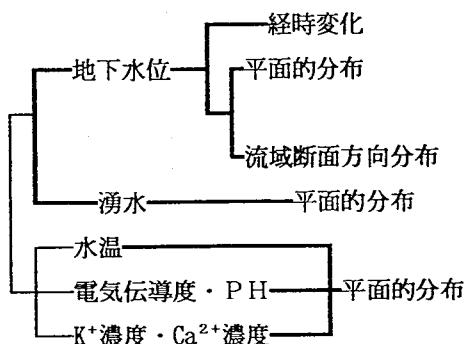 経時変化
地下水位
平面的分布
流域断面方向分布
湧水
平面的分布
水温
電気伝導度・PH
平面的分布
K⁺濃度・Ca²⁺濃度